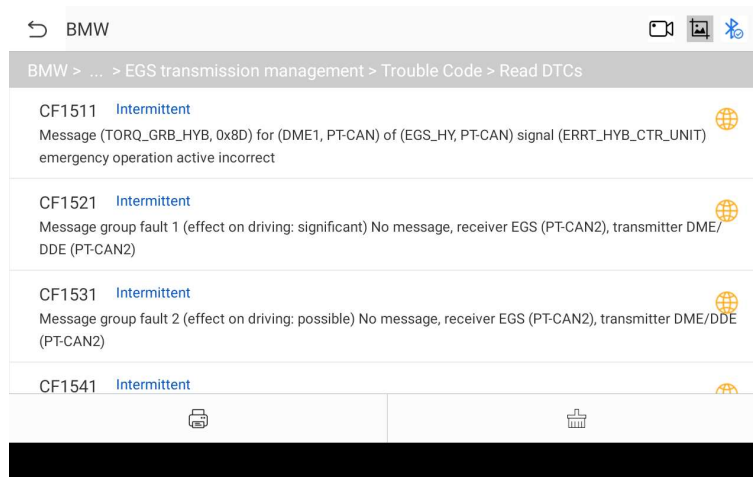 BMW
BMW > ... > EGS transmission management > Trouble Code > Read DTCs
CF1511 Intermittent
Message (TORQ_GRB_HYB, 0x8D) for (DME1, PT-CAN) of (EGS_HY, PT-CAN) signal (ERRT_HYB_CTR_UNIT)
emergency operation active incorrect
CF1521 Intermittent
Message group fault 1 (effect on driving: significant) No message, receiver EGS (PT-CAN2), transmitter DME/
DDE (PT-CAN2)
CF1531 Intermittent
Message group fault 2 (effect on driving: possible) No message, receiver EGS (PT-CAN2), transmitter DME/DDE
(PT-CAN2)
CF1541 Intermittent